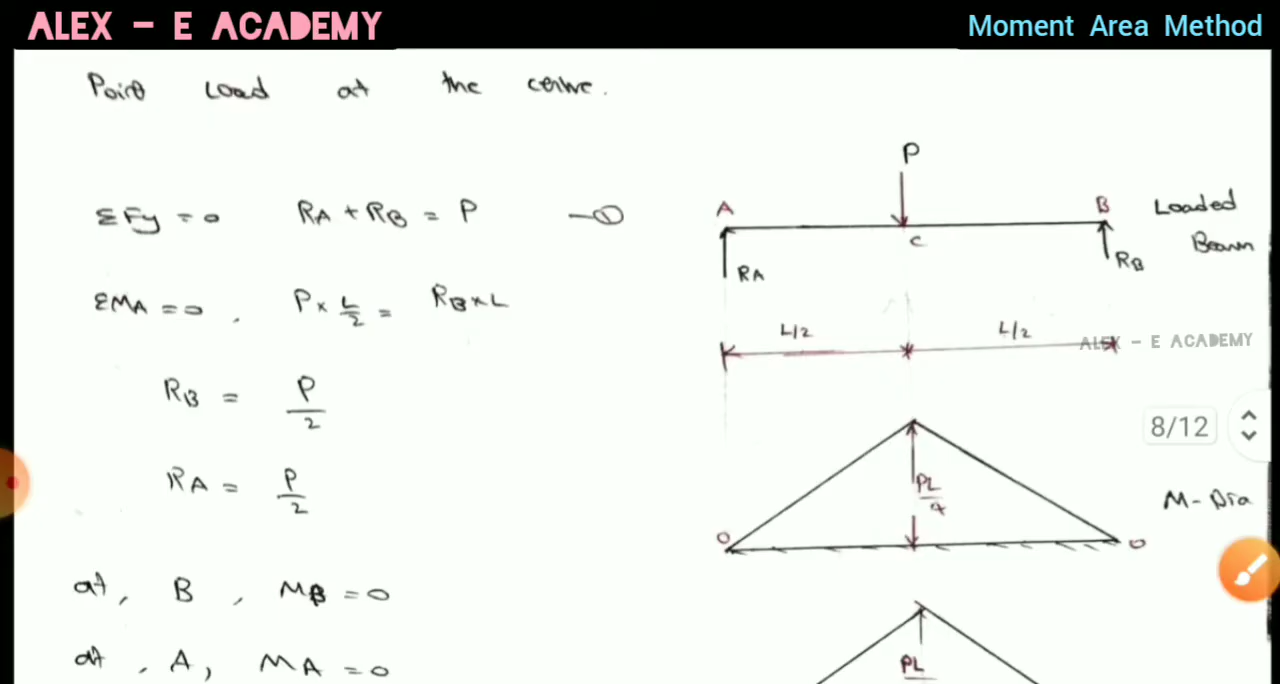 ALEX - E ACADEMY
Moment Area Method
Point Load at the centre.
P
ΣFy = 0 RA + RB = P —①
A
B
C
RA
RB
Loaded
Beam
ΣMA = 0, P × L/2 = RB × L
L/2
L/2
ALEX - E ACADEMY
RB = P/2
8/12
RA = P/2
PL/4
M - Dia
0
0
at, B, MB = 0
at, A, MA = 0
PL